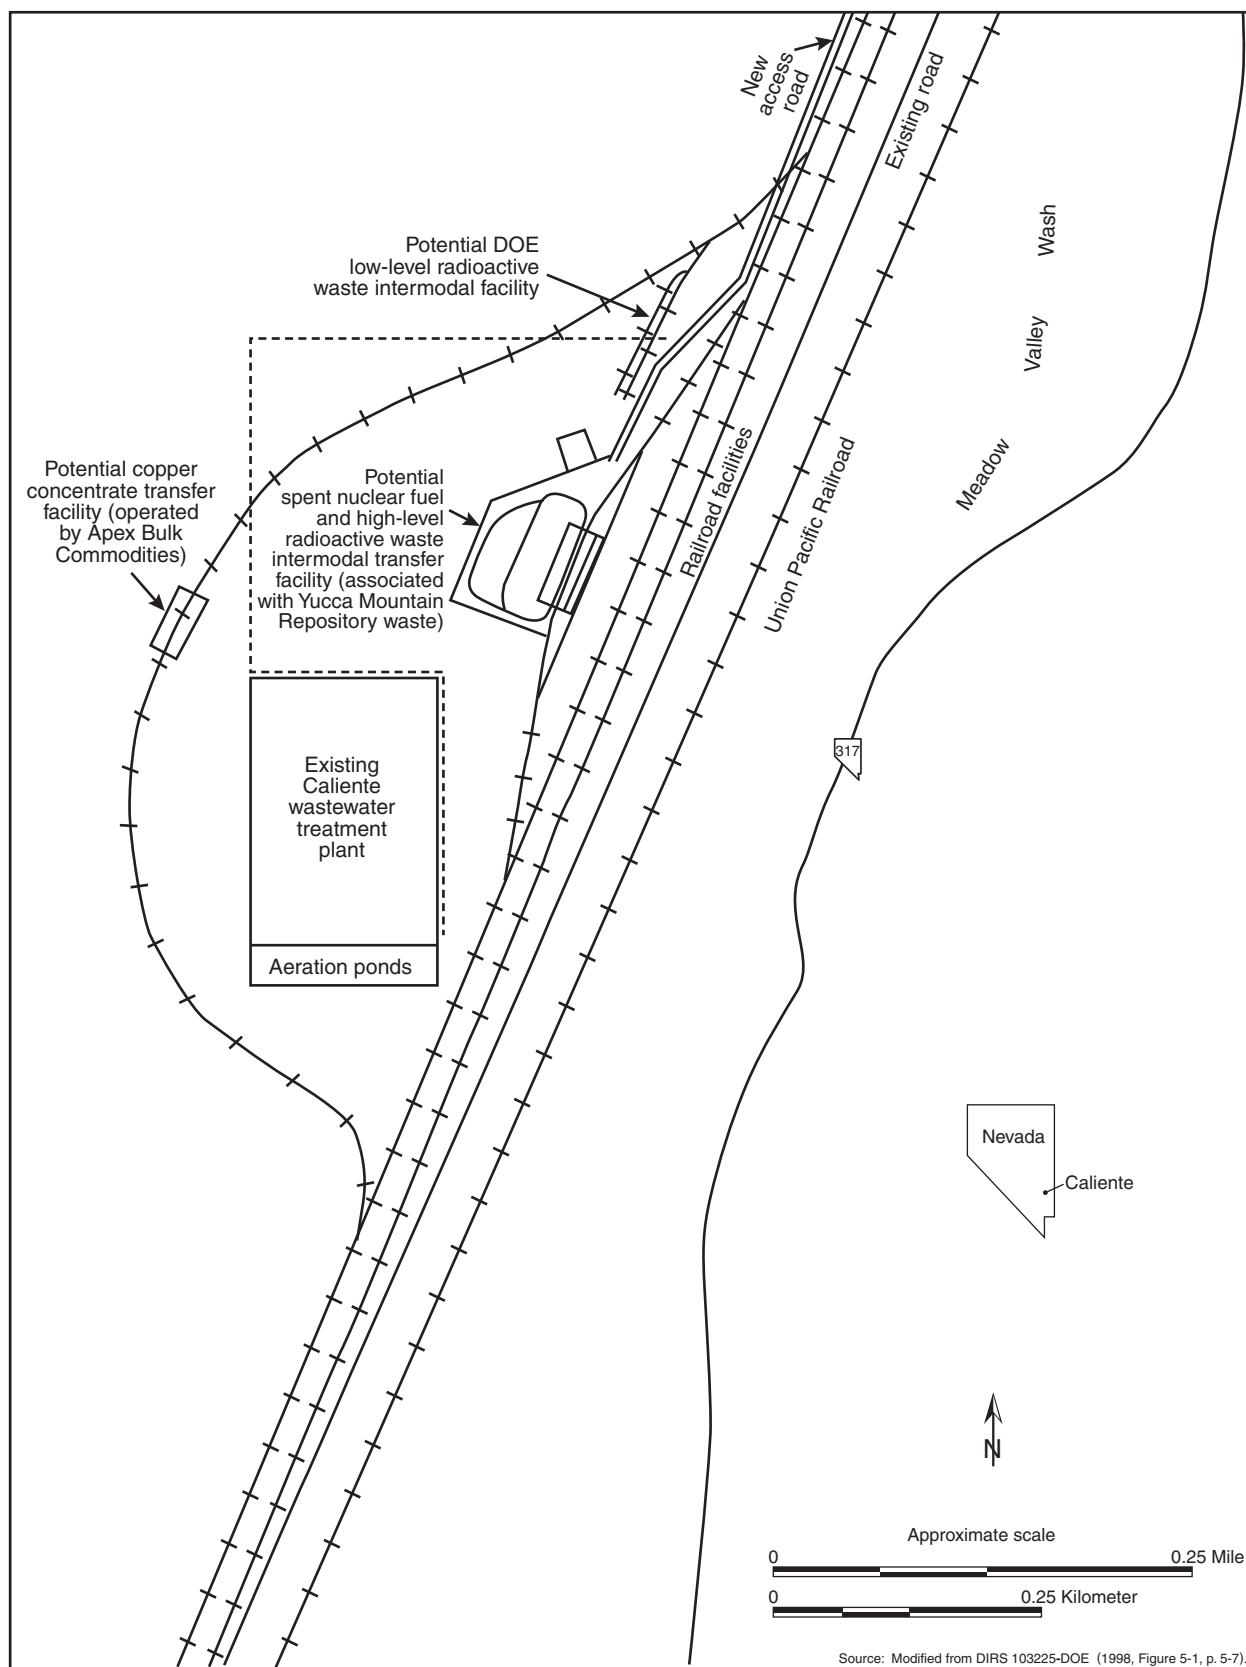 New
access
road
Existing road
Potential DOE
low-level radioactive
waste intermodal facility
Wash
Valley
Meadow
Potential copper
concentrate transfer
facility (operated
by Apex Bulk
Commodities)
Potential
spent nuclear fuel
and high-level
radioactive waste
intermodal transfer
facility (associated
with Yucca Mountain
Repository waste)
Railroad facilities
Union Pacific Railroad
317
Existing
Caliente
wastewater
treatment
plant
Aeration ponds
Nevada
Caliente
N
Approximate scale
0 0.25 Mile
0 0.25 Kilometer
Source: Modified from DIRS 103225-DOE (1998, Figure 5-1, p. 5-7).